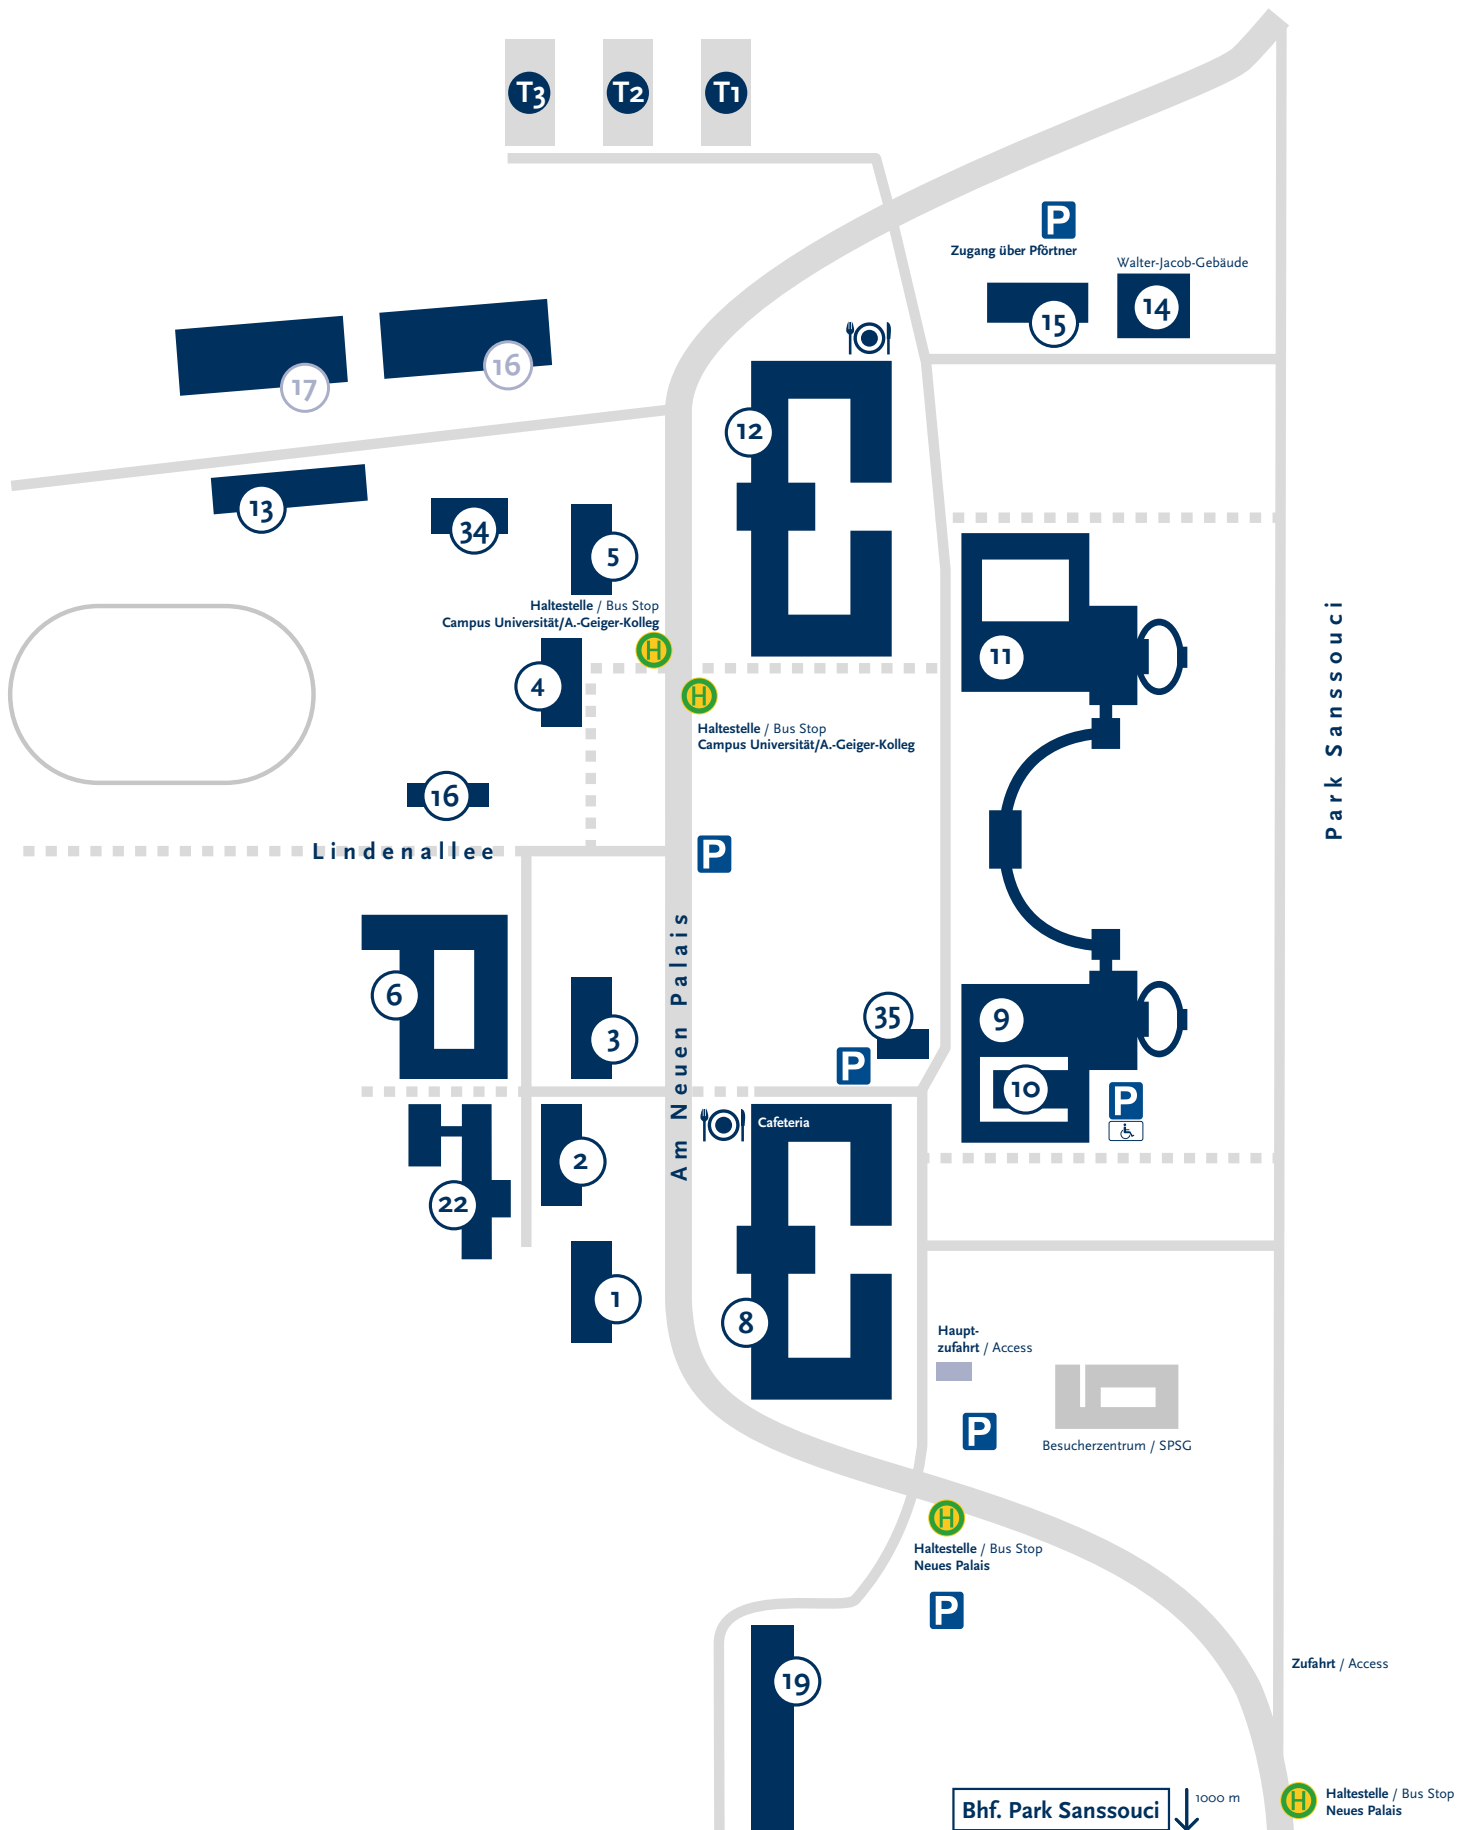 T3
T2
T1
P
Zugang über Pförtner
Walter-Jacob-Gebäude
15
14
17
16
12
13
34
5
Haltestelle / Bus Stop
Campus Universität/A.-Geiger-Kolleg
H
4
11
H
Haltestelle / Bus Stop
Campus Universität/A.-Geiger-Kolleg
Park Sanssouci
16
Lindenallee
P
Am Neuen Palais
6
3
35
P
9
10
P
Cafeteria
2
22
1
8
Haupt-
zufahrt / Access
P
Besucherzentrum / SPSG
H
Haltestelle / Bus Stop
Neues Palais
P
19
Zufahrt / Access
Bhf. Park Sanssouci
1000 m
H
Haltestelle / Bus Stop
Neues Palais